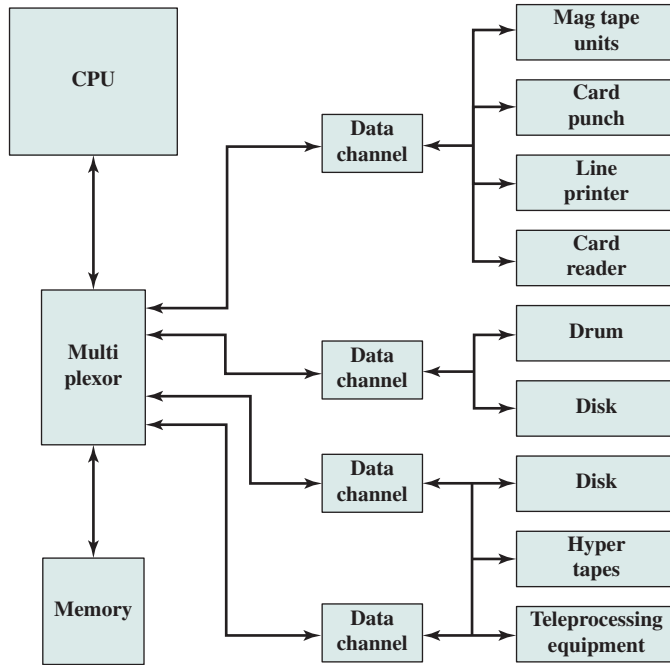 Mag tape
units
CPU
Card
punch
Data
channel
Line
printer
Card
reader
Multi
plexor
Data
channel
Drum
Disk
Data
channel
Disk
Hyper
tapes
Memory
Data
channel
Teleprocessing
equipment